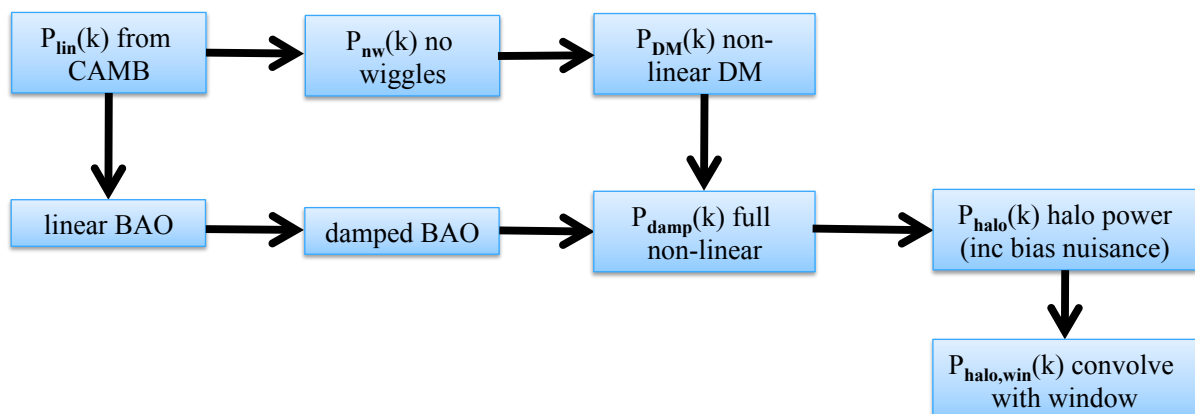 P_lin(k) from
CAMB
P_nw(k) no
wiggles
P_DM(k) non-
linear DM
linear BAO
damped BAO
P_damp(k) full
non-linear
P_halo(k) halo power
(inc bias nuisance)
P_halo,win(k) convolve
with window